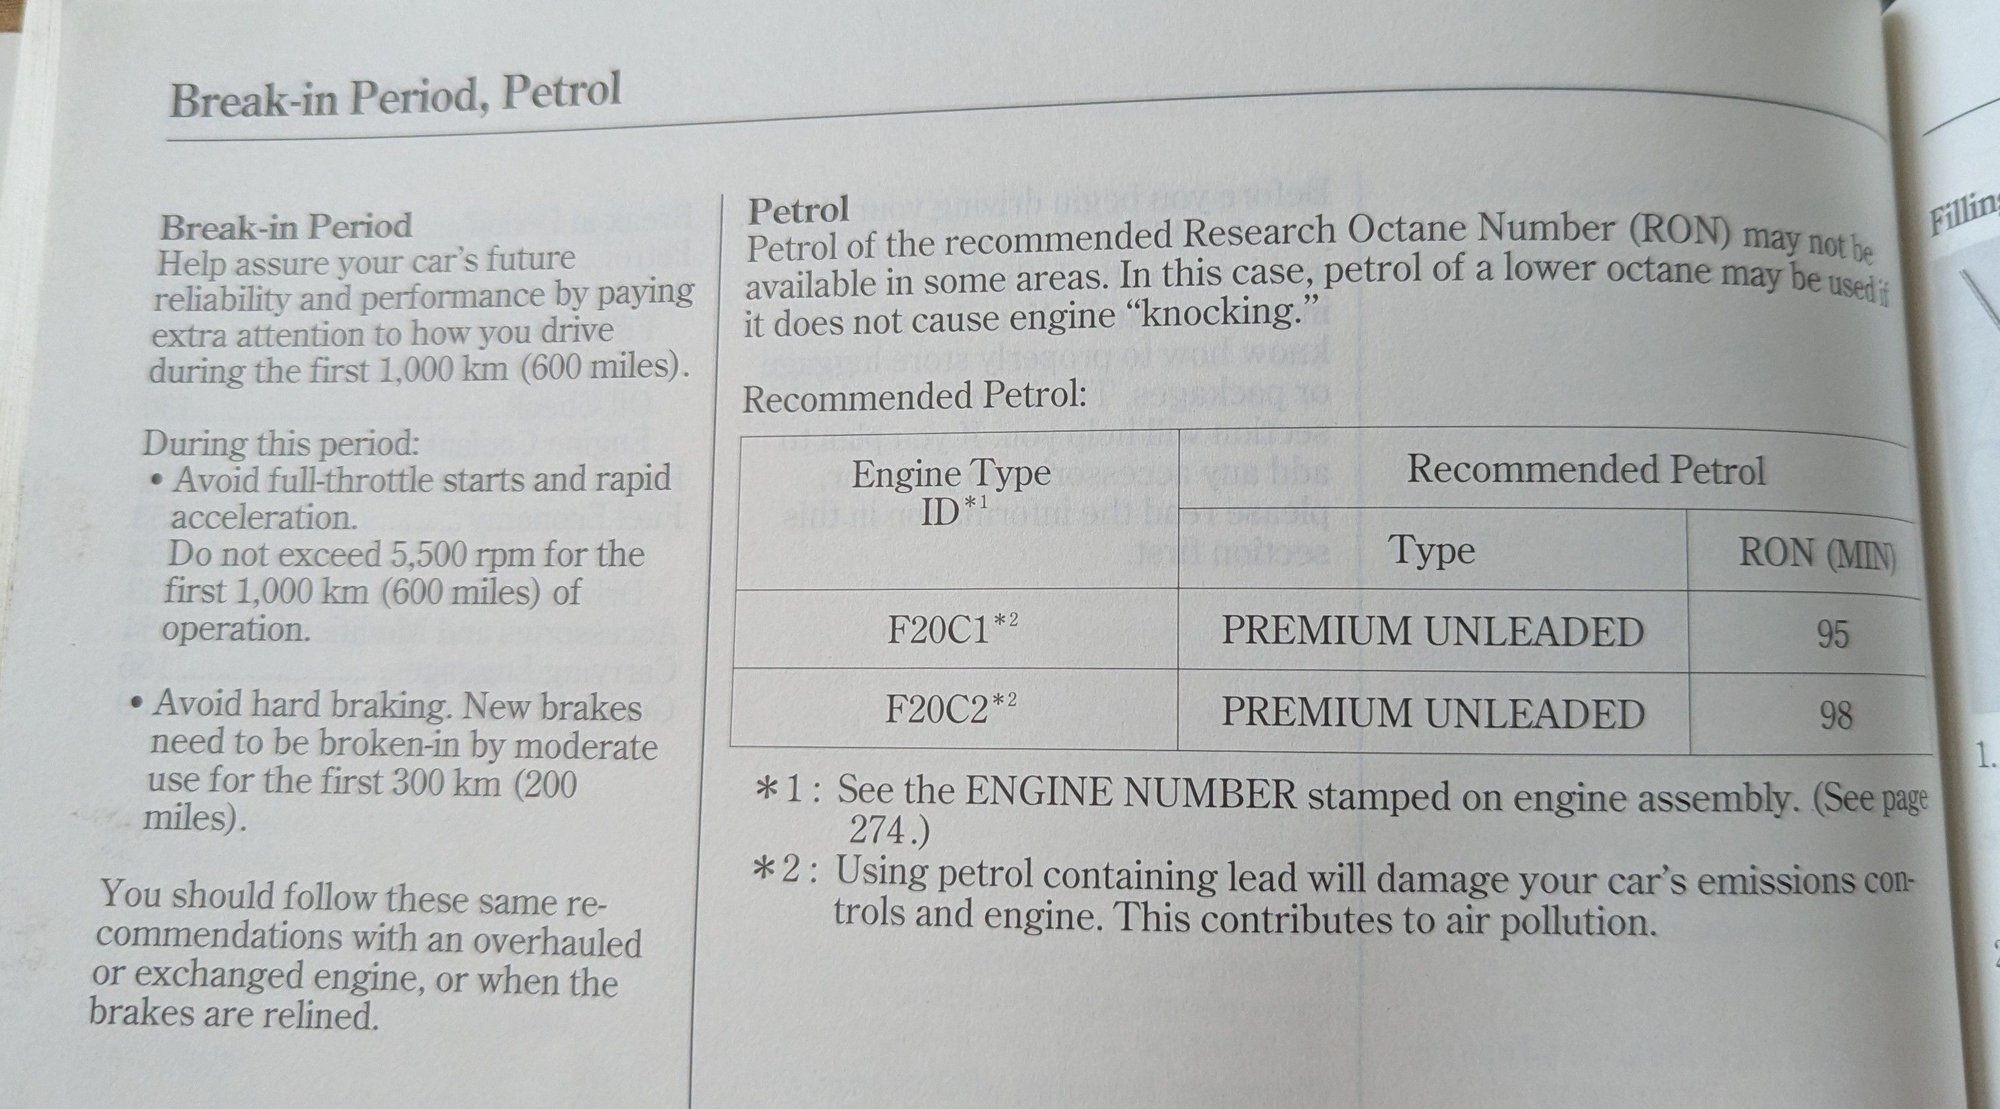 Break-in Period, Petrol
Break-in Period
Help assure your car's future
reliability and performance by paying
extra attention to how you drive
during the first 1,000 km (600 miles).
During this period:
• Avoid full-throttle starts and rapid
acceleration.
Do not exceed 5,500 rpm for the
first 1,000 km (600 miles) of
operation.
• Avoid hard braking. New brakes
need to be broken-in by moderate
use for the first 300 km (200
miles).
You should follow these same re-
commendations with an overhauled
or exchanged engine, or when the
brakes are relined.
Petrol
Petrol of the recommended Research Octane Number (RON) may not be
available in some areas. In this case, petrol of a lower octane may be used if
it does not cause engine “knocking.”
Recommended Petrol:
Engine Type
ID*1
Recommended Petrol
Type
RON (MIN)
F20C1*2
PREMIUM UNLEADED
95
F20C2*2
PREMIUM UNLEADED
98
*1: See the ENGINE NUMBER stamped on engine assembly. (See page
274.)
*2: Using petrol containing lead will damage your car's emissions con-
trols and engine. This contributes to air pollution.
1.